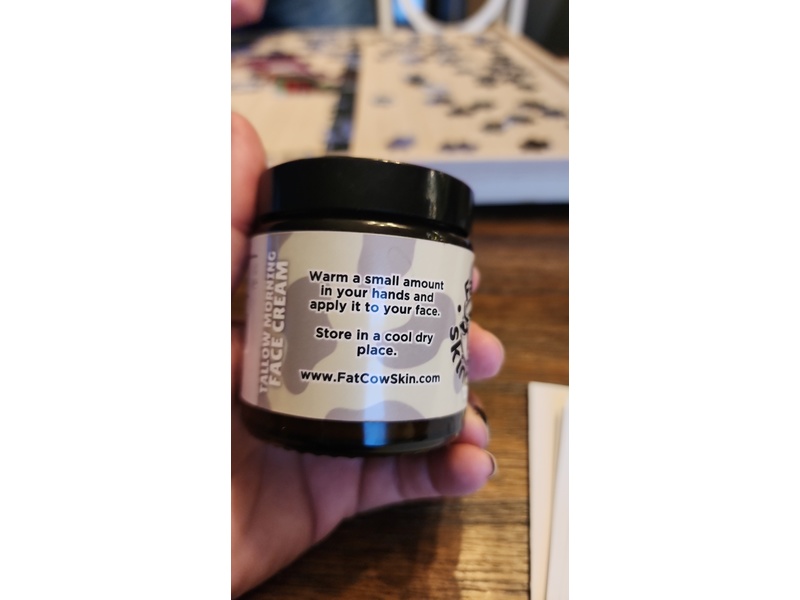 TALLOW MORNING
FACE CREAM
Warm a small amount
in your hands and
apply it to your face.
Store in a cool dry
place.
www.FatCowSkin.com